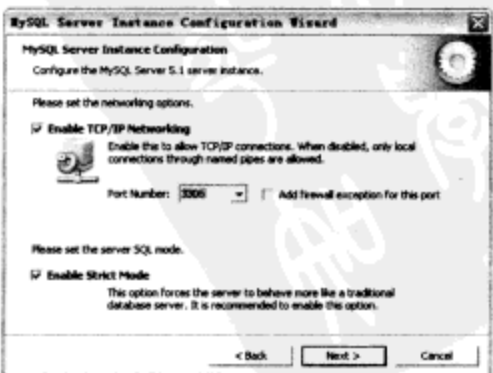 MySQL Server Instance Configuration Wizard
MySQL Server Instance Configuration
Configure the MySQL Server 5.1 server instance.
Please set the networking options.
Enable TCP/IP Networking
Enable this to allow TCP/IP connections. When disabled, only local
connections through named pipes are allowed.
Port Number: 3306
Add firewall exception for this port
Please set the server SQL mode.
Enable Strict Mode
This option forces the server to behave more like a traditional
database server. It is recommended to enable this option.
< Back
Next >
Cancel